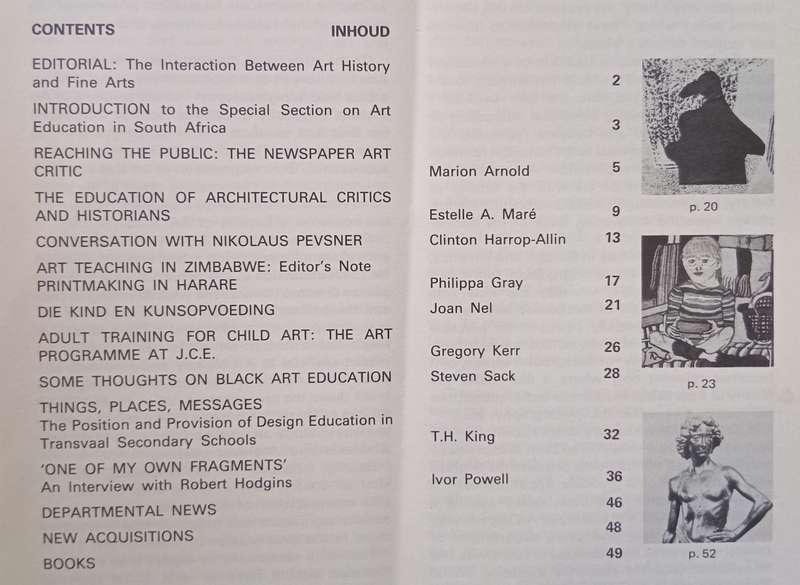 CONTENTS INHOUD
EDITORIAL: The Interaction Between Art History
and Fine Arts 2
INTRODUCTION to the Special Section on Art
Education in South Africa 3
REACHING THE PUBLIC: THE NEWSPAPER ART
CRITIC Marion Arnold 5
THE EDUCATION OF ARCHITECTURAL CRITICS
AND HISTORIANS Estelle A. Maré 9
CONVERSATION WITH NIKOLAUS PEVSNER Clinton Harrop-Allin 13
ART TEACHING IN ZIMBABWE: Editor's Note
PRINTMAKING IN HARARE Philippa Gray 17
DIE KIND EN KUNSOPVOEDING Joan Nel 21
ADULT TRAINING FOR CHILD ART: THE ART
PROGRAMME AT J.C.E. Gregory Kerr 26
SOME THOUGHTS ON BLACK ART EDUCATION Steven Sack 28
THINGS, PLACES, MESSAGES
The Position and Provision of Design Education in
Transvaal Secondary Schools T.H. King 32
'ONE OF MY OWN FRAGMENTS'
An Interview with Robert Hodgins Ivor Powell 36
DEPARTMENTAL NEWS 46
NEW ACQUISITIONS 48
BOOKS 49
p. 20
p. 23
p. 52